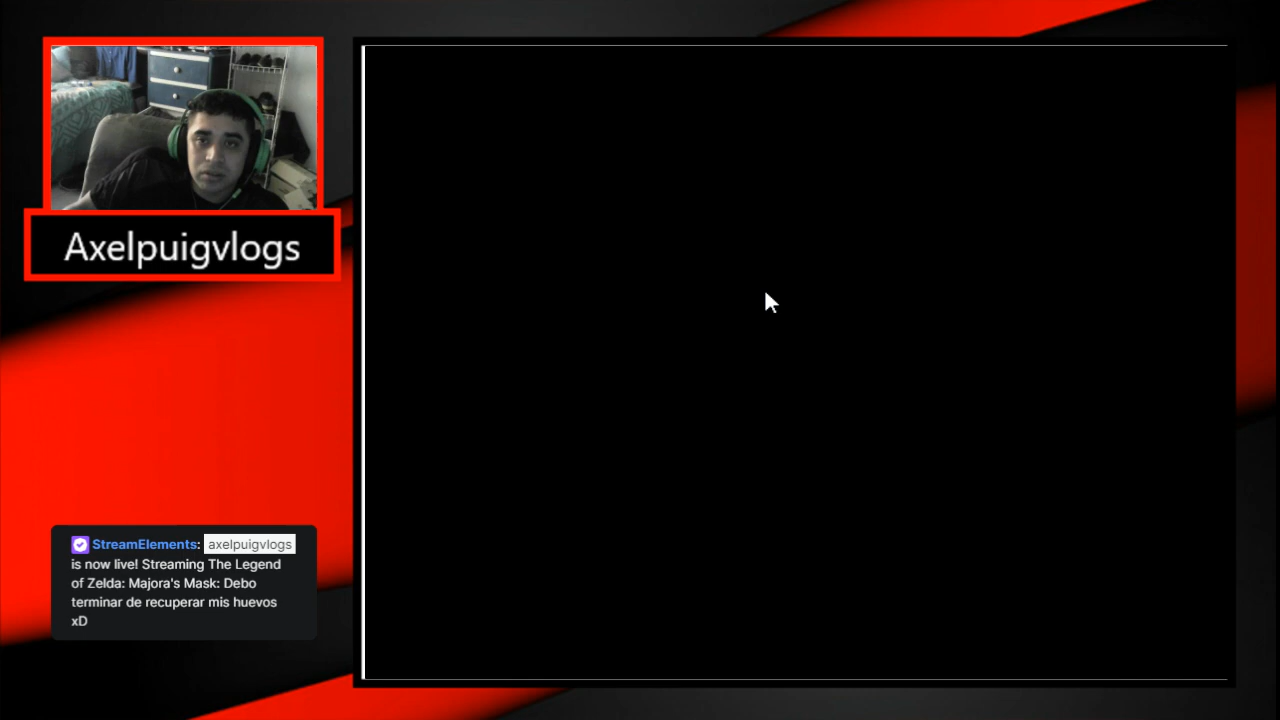 Axelpuigvlogs
StreamElements: axelpuigvlogs
is now live! Streaming The Legend
of Zelda: Majora's Mask: Debo
terminar de recuperar mis huevos
xD